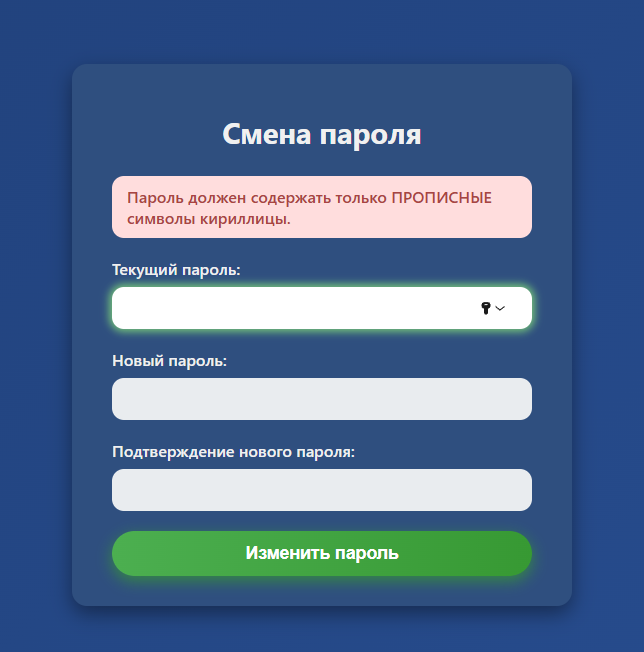 Смена пароля
Пароль должен содержать только ПРОПИСНЫЕ
символы кириллицы.
Текущий пароль:
Новый пароль:
Подтверждение нового пароля:
Изменить пароль